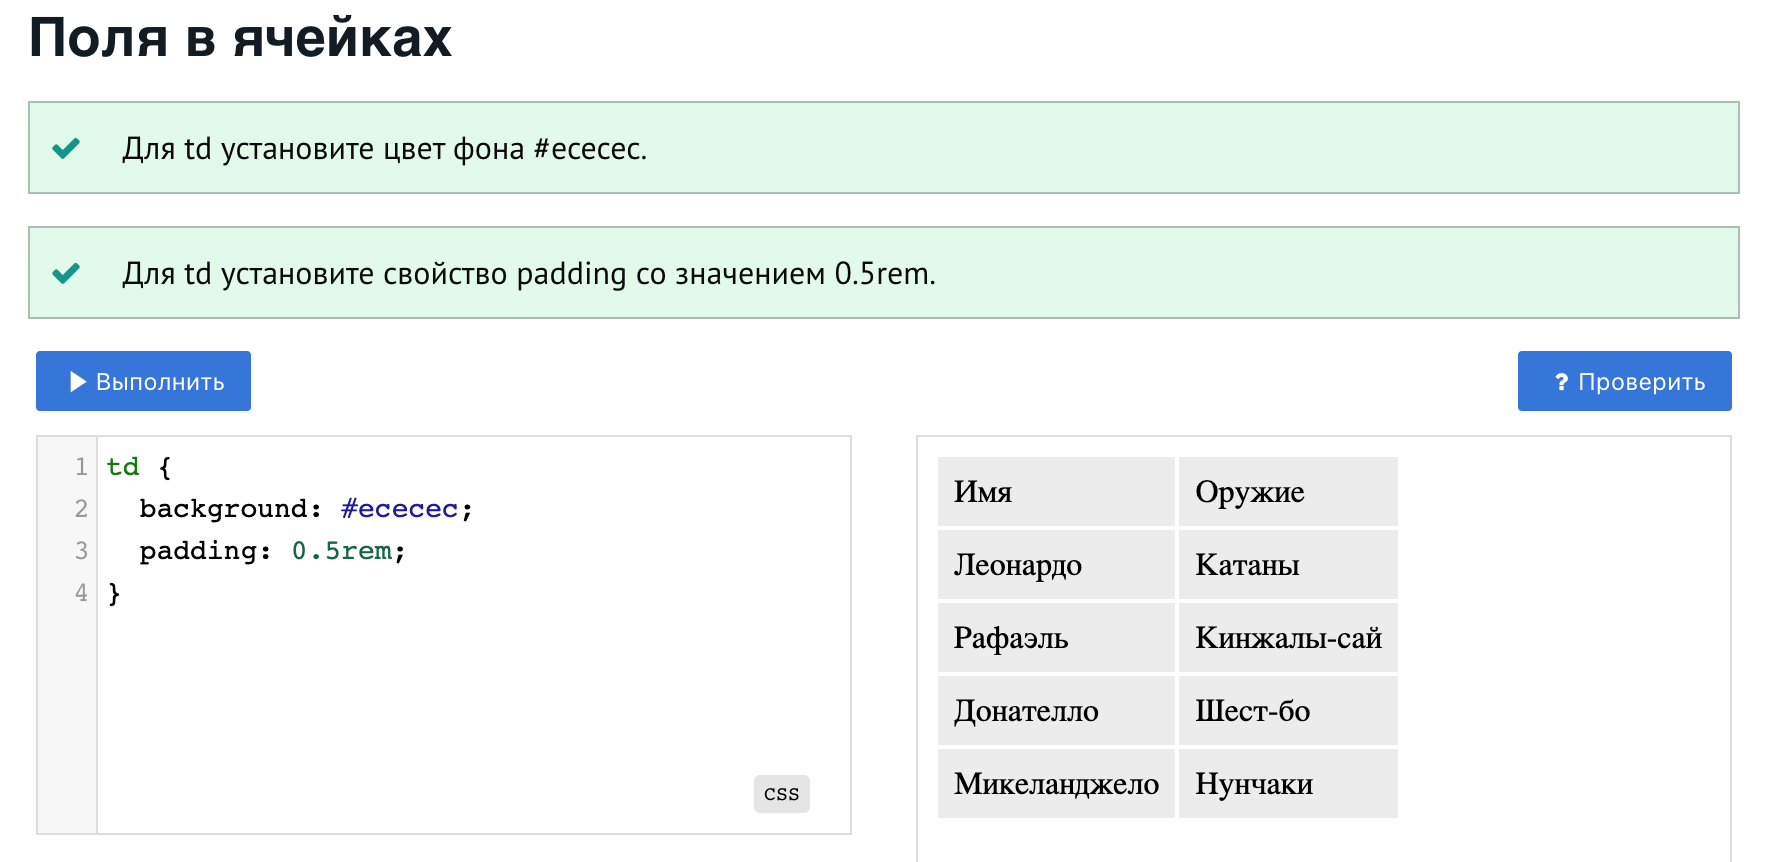 Поля в ячейках
Для td установите цвет фона #ececec.
Для td установите свойство padding со значением 0.5rem.
Выполнить
? Проверить
1 td {
2 background: #ececec;
3 padding: 0.5rem;
4 }
css
Имя Оружие
Леонардо Катаны
Рафаэль Кинжалы-сай
Донателло Шест-бо
Микеланджело Нунчаки